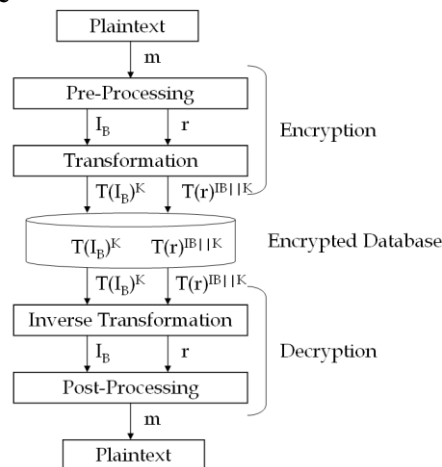 Plaintext
m
Pre-Processing
I_B r
Encryption
Transformation
T(I_B)^K T(r)^{IB||K}
T(I_B)^K T(r)^{IB||K}
Encrypted Database
T(I_B)^K T(r)^{IB||K}
Inverse Transformation
I_B r
Decryption
Post-Processing
m
Plaintext